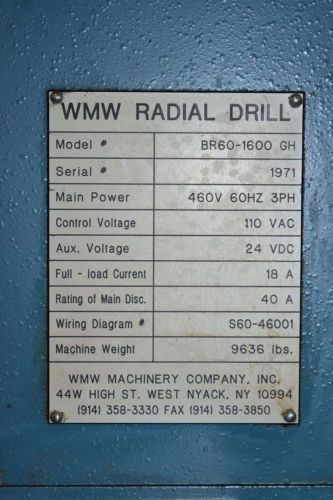 WMW RADIAL DRILL
Model # BR60-1600 GH
Serial # 1971
Main Power 460V 60HZ 3PH
Control Voltage 110 VAC
Aux. Voltage 24 VDC
Full - load Current 18 A
Rating of Main Disc. 40 A
Wiring Diagram # S60-46001
Machine Weight 9636 lbs.
WMW MACHINERY COMPANY, INC.
44W HIGH ST. WEST NYACK, NY 10994
(914) 358-3330 FAX (914) 358-3850